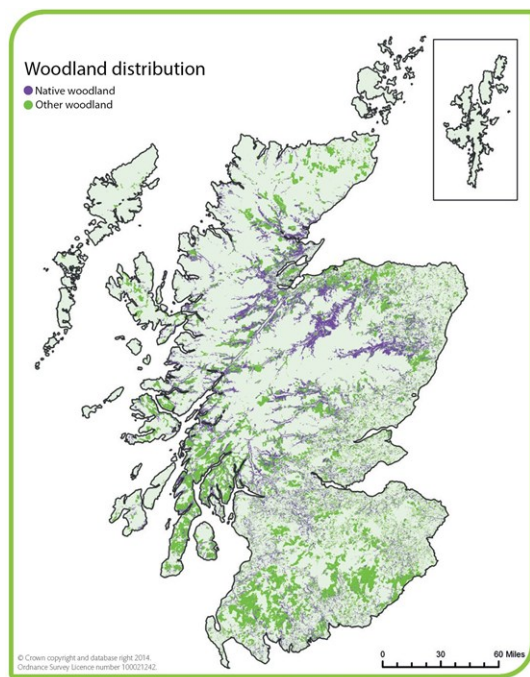 Woodland distribution
Native woodland
Other woodland
© Crown copyright and database right 2014.
Ordnance Survey Licence number 100021242.
0 30 60 Miles